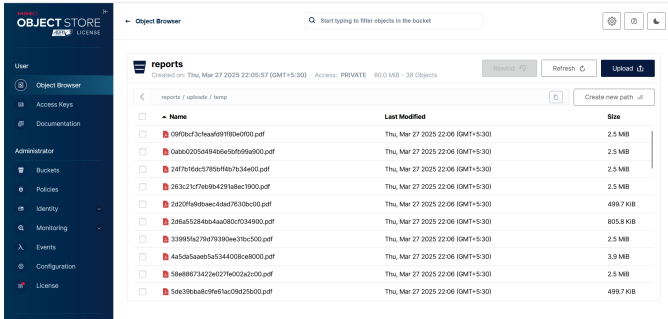 MINIO
OBJECT STORE
AGPLv3 LICENSE
User
Object Browser
Access Keys
Documentation
Administrator
Buckets
Policies
Identity
Monitoring
Events
Configuration
License
← Object Browser
Start typing to filter objects in the bucket
reports
Created on: Thu, Mar 27 2025 22:05:57 (GMT+5:30) Access: PRIVATE 80.0 MiB - 38 Objects
Rewind
Refresh
Upload
reports / uploads / temp
Create new path
Name Last Modified Size
09f0bcf3cfeaafd91f80e0f00.pdf Thu, Mar 27 2025 22:06 (GMT+5:30) 2.5 MiB
0abb0205d494b6e5bfb99a900.pdf Thu, Mar 27 2025 22:06 (GMT+5:30) 2.5 MiB
24f7b16dc5785bff4b7b34e00.pdf Thu, Mar 27 2025 22:06 (GMT+5:30) 2.5 MiB
263c21cf7eb9b4291a8ec1900.pdf Thu, Mar 27 2025 22:06 (GMT+5:30) 2.5 MiB
2d20ffa9dbaec4dad7630bc00.pdf Thu, Mar 27 2025 22:06 (GMT+5:30) 499.7 KiB
2d6a55284bb4aa080cf034900.pdf Thu, Mar 27 2025 22:06 (GMT+5:30) 805.8 KiB
33995fa279d79390ee31bc500.pdf Thu, Mar 27 2025 22:06 (GMT+5:30) 2.5 MiB
4a5da5aaeb5a5344008ce8000.pdf Thu, Mar 27 2025 22:06 (GMT+5:30) 3.9 MiB
58e88673422e027fe002a2c00.pdf Thu, Mar 27 2025 22:06 (GMT+5:30) 2.5 MiB
5de39bba8c9fe61ac09d25b00.pdf Thu, Mar 27 2025 22:06 (GMT+5:30) 499.7 KiB